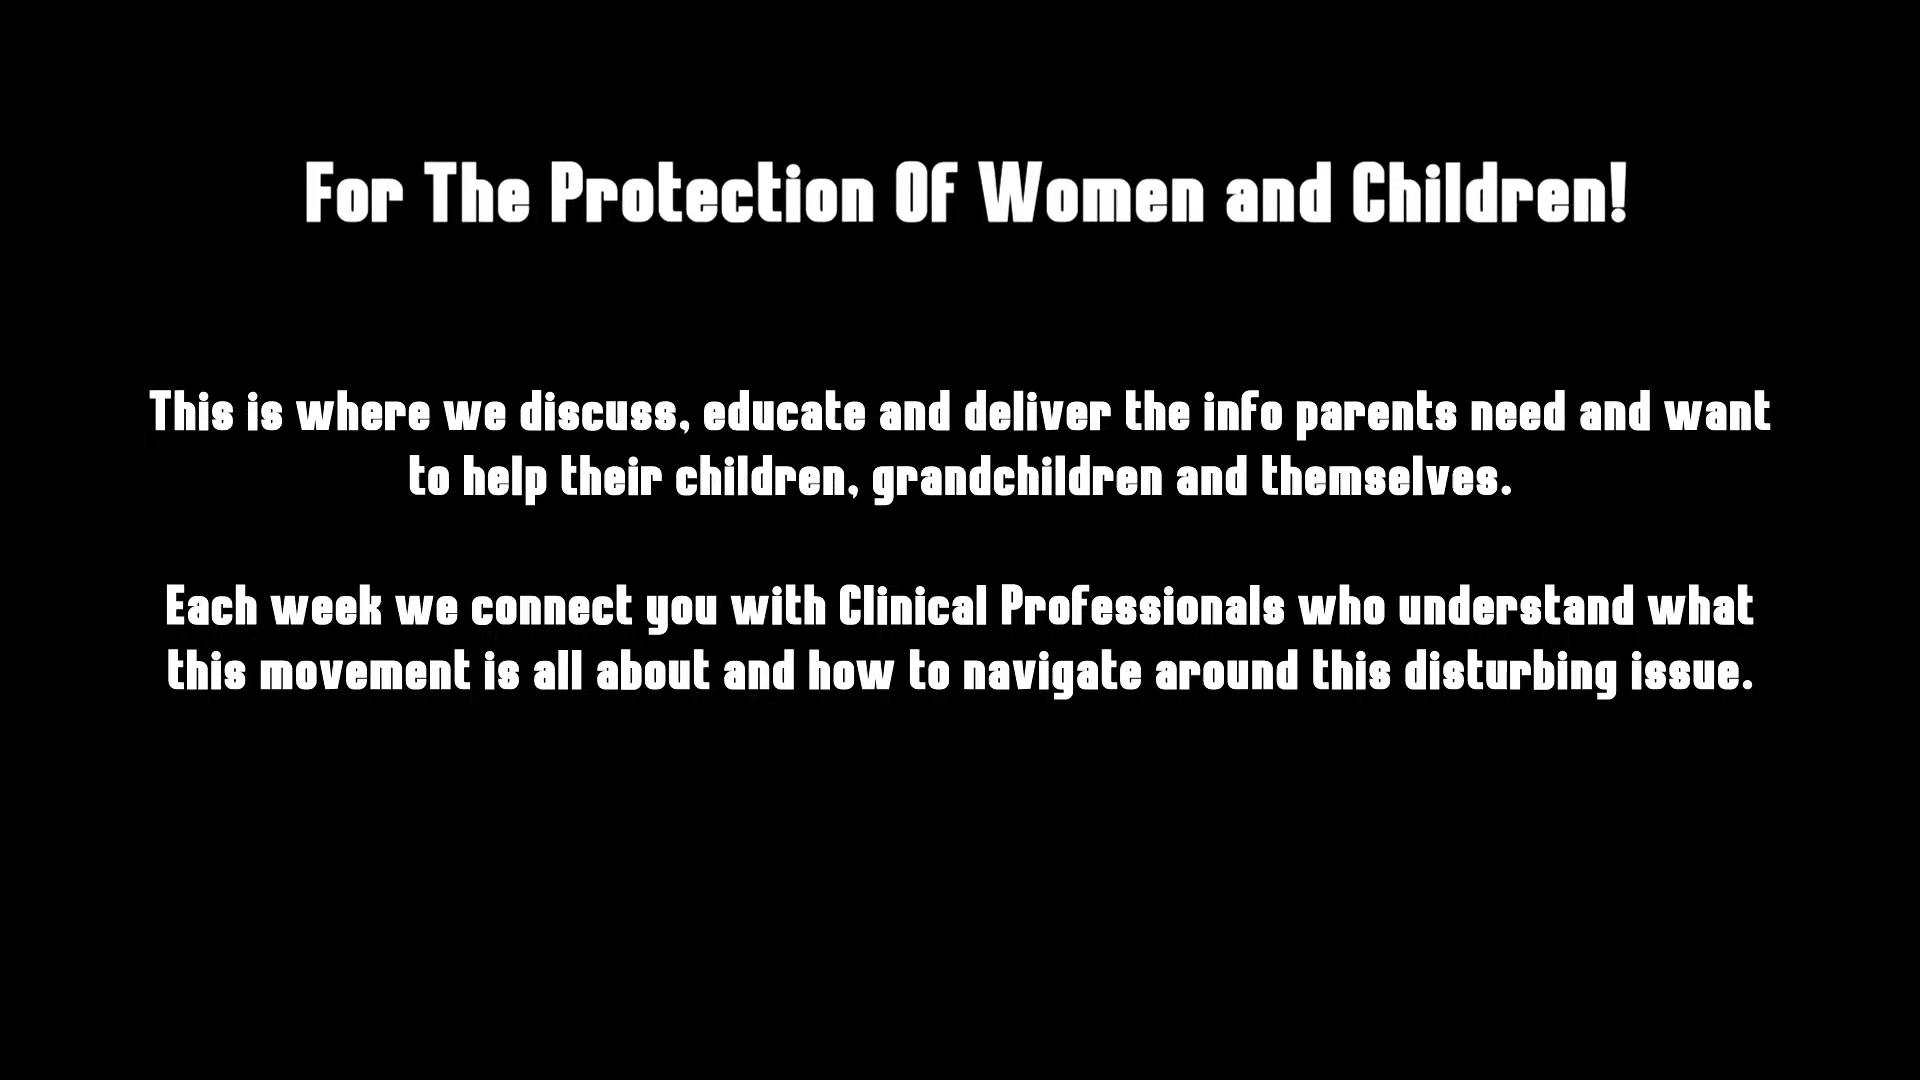 For The Protection Of Women and Children!
This is where we discuss, educate and deliver the info parents need and want
to help their children, grandchildren and themselves.
Each week we connect you with Clinical Professionals who understand what
this movement is all about and how to navigate around this disturbing issue.